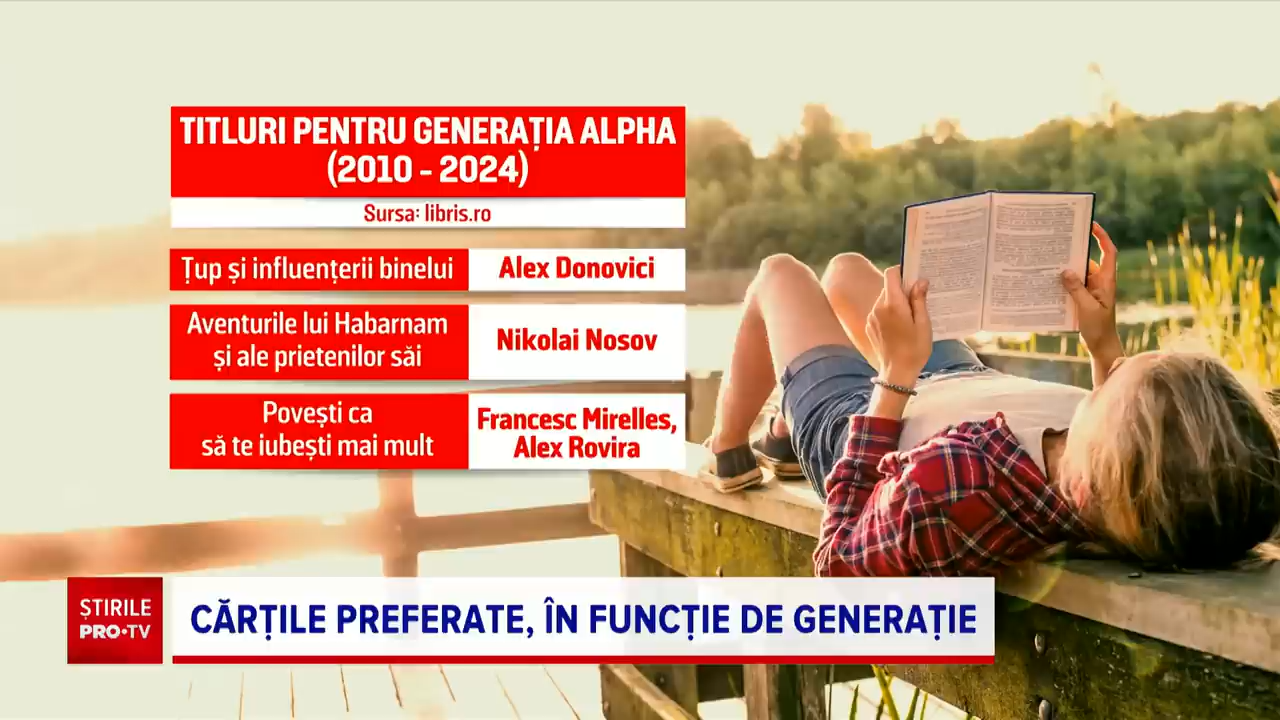 TITLURI PENTRU GENERAȚIA ALPHA
(2010 - 2024)
Sursa: libris.ro
Țup și influențerii binelui
Alex Donovici
Aventurile lui Habarnam
și ale prietenilor săi
Nikolai Nosov
Povești ca
să te iubești mai mult
Francesc Mirelles,
Alex Rovira
ȘTIRILE
PRO•TV
CĂRȚILE PREFERATE, ÎN FUNCȚIE DE GENERAȚIE